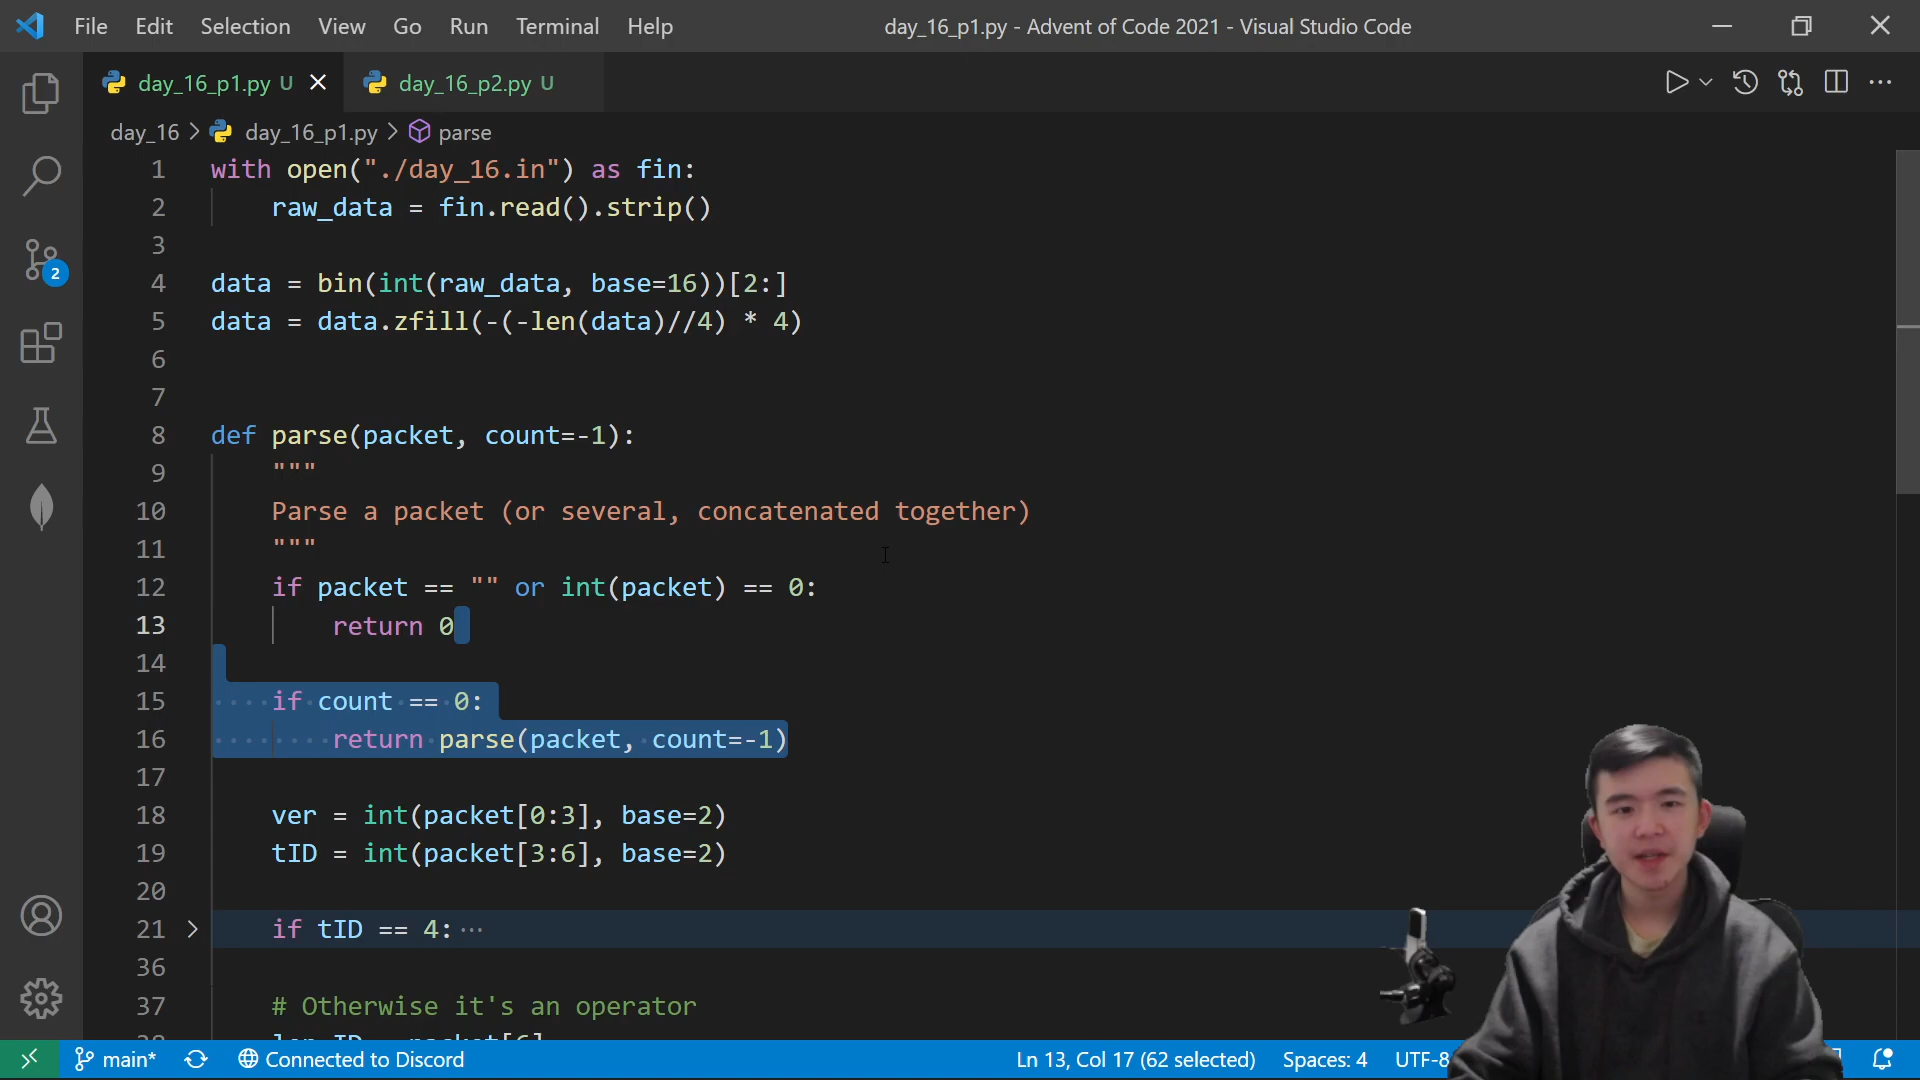 File Edit Selection View Go Run Terminal Help day_16_p1.py - Advent of Code 2021 - Visual Studio Code
day_16_p1.py U day_16_p2.py U
day_16 > day_16_p1.py > parse
1 with open("./day_16.in") as fin:
2 raw_data = fin.read().strip()
3
4 data = bin(int(raw_data, base=16))[2:]
5 data = data.zfill(-(-len(data)//4) * 4)
6
7
8 def parse(packet, count=-1):
9 """
10 Parse a packet (or several, concatenated together)
11 """
12 if packet == "" or int(packet) == 0:
13 return 0
14
15 if count == 0:
16 return parse(packet, count=-1)
17
18 ver = int(packet[0:3], base=2)
19 tID = int(packet[3:6], base=2)
20
21 if tID == 4:
36
37 # Otherwise it's an operator
2
main* Connected to Discord Ln 13, Col 17 (62 selected) Spaces: 4 UTF-8